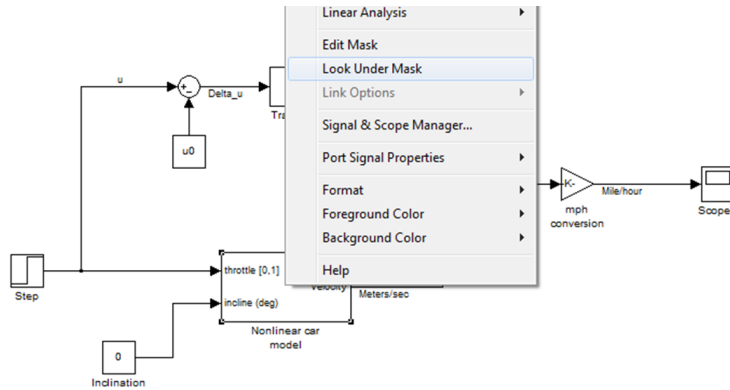 Linear Analysis
Edit Mask
Look Under Mask
Link Options
Signal & Scope Manager...
Port Signal Properties
Format
Foreground Color
Background Color
Help
u
+
-
Delta_u
Tra
u0
-K-
Mile/hour
mph
conversion
Scope
Step
throttle [0,1]
incline (deg)
Velocity
Meters/sec
Nonlinear car
model
0
Inclination